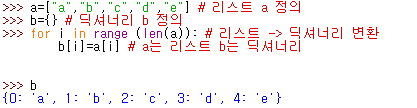 >>> a=["a","b","c","d","e"] # 리스트 a 정의
>>> b={} # 딕셔너리 b 정의
>>> for i in range (len(a)): # 리스트 -> 딕셔너리 변환
        b[i]=a[i] # a는 리스트 b는 딕셔너리
>>> b
{0: 'a', 1: 'b', 2: 'c', 3: 'd', 4: 'e'}